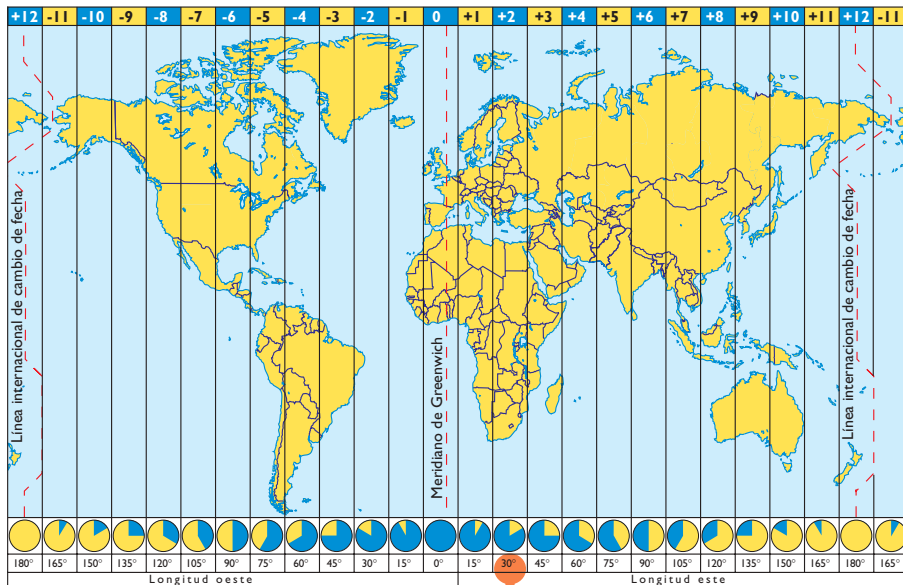 +12 -11 -10 -9 -8 -7 -6 -5 -4 -3 -2 -1 0 +1 +2 +3 +4 +5 +6 +7 +8 +9 +10 +11 +12 -11
Línea internacional de cambio de fecha
Meridiano de Greenwich
Línea internacional de cambio de fecha
180° 165° 150° 135° 120° 105° 90° 75° 60° 45° 30° 15° 0° 15° 30° 45° 60° 75° 90° 105° 120° 135° 150° 165° 180° 165°
Longitud oeste Longitud este